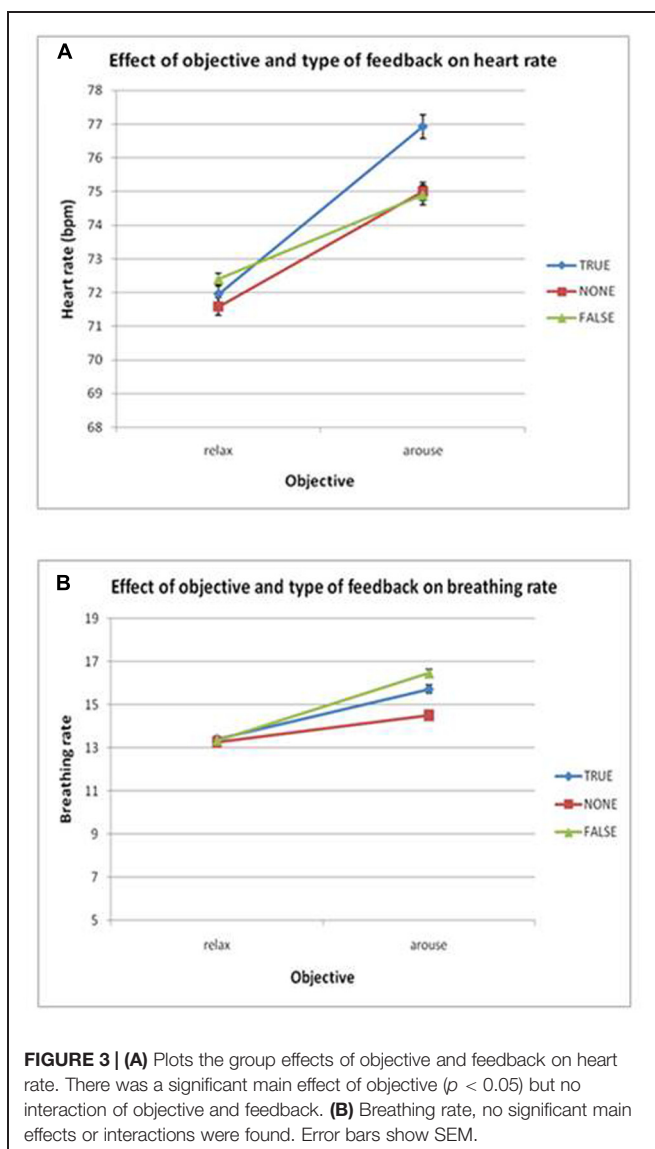 A
Effect of objective and type of feedback on heart rate
78
77
76
75
74
73
72
71
70
69
68
Heart rate (bpm)
relax
arouse
Objective
TRUE
NONE
FALSE
B
Effect of objective and type of feedback on breathing rate
19
17
15
13
11
9
7
5
Breathing rate
relax
arouse
Objective
TRUE
NONE
FALSE
FIGURE 3 | (A) Plots the group effects of objective and feedback on heart
rate. There was a significant main effect of objective (p < 0.05) but no
interaction of objective and feedback. (B) Breathing rate, no significant main
effects or interactions were found. Error bars show SEM.